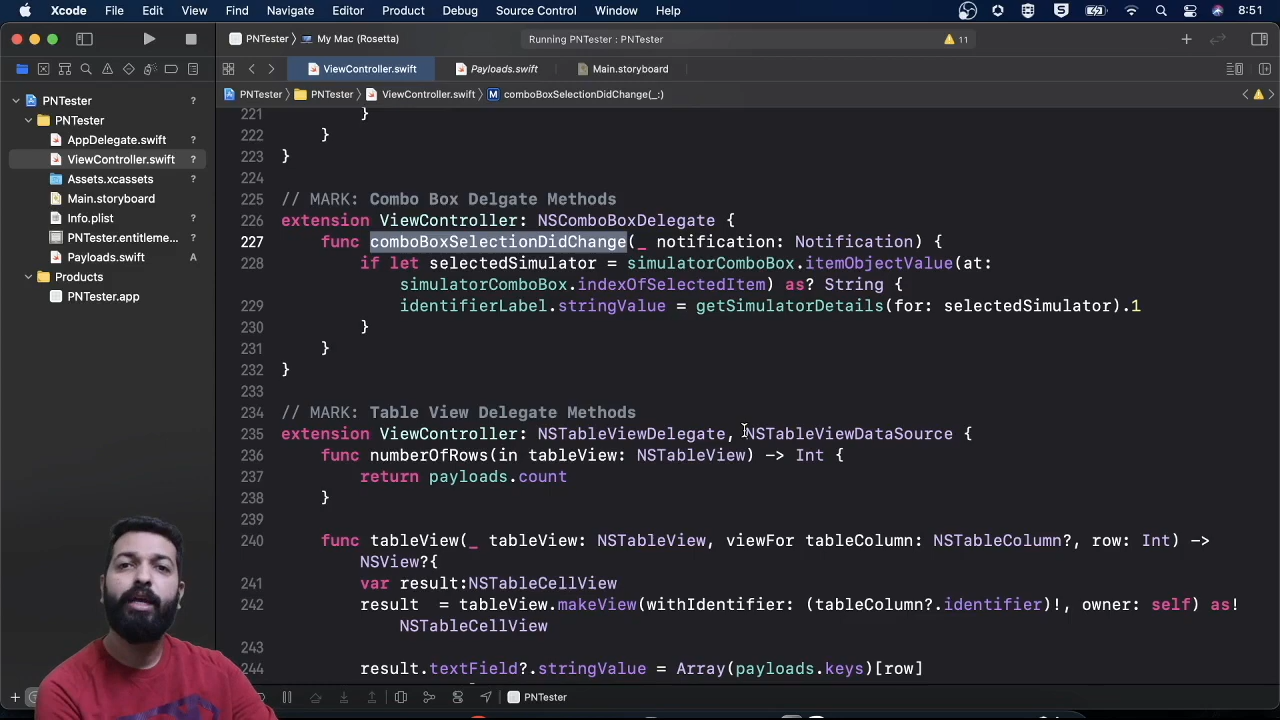 Xcode File Edit View Find Navigate Editor Product Debug Source Control Window Help 8:51
PNTester My Mac (Rosetta) Running PNTester : PNTester 11
ViewController.swift Payloads.swift Main.storyboard
PNTester PNTester ViewController.swift M comboBoxSelectionDidChange(_:)
PNTester ?
PNTester
AppDelegate.swift ?
ViewController.swift ?
Assets.xcassets ?
Main.storyboard ?
Info.plist ?
PNTester.entitleme... ?
Payloads.swift A
Products
PNTester.app
221 }
222 }
223 }
224
225 // MARK: Combo Box Delgate Methods
226 extension ViewController: NSComboBoxDelegate {
227 func comboBoxSelectionDidChange(_ notification: Notification) {
228 if let selectedSimulator = simulatorComboBox.itemObjectValue(at:
simulatorComboBox.indexOfSelectedItem) as? String {
229 identifierLabel.stringValue = getSimulatorDetails(for: selectedSimulator).1
230 }
231 }
232 }
233
234 // MARK: Table View Delegate Methods
235 extension ViewController: NSTableViewDelegate, NSTableViewDataSource {
236 func numberOfRows(in tableView: NSTableView) -> Int {
237 return payloads.count
238 }
239
240 func tableView(_ tableView: NSTableView, viewFor tableColumn: NSTableColumn?, row: Int) ->
NSView?{
241 var result:NSTableCellView
242 result = tableView.makeView(withIdentifier: (tableColumn?.identifier)!, owner: self) as!
NSTableCellView
243
244 result.textField?.stringValue = Array(payloads.keys)[row]
PNTester